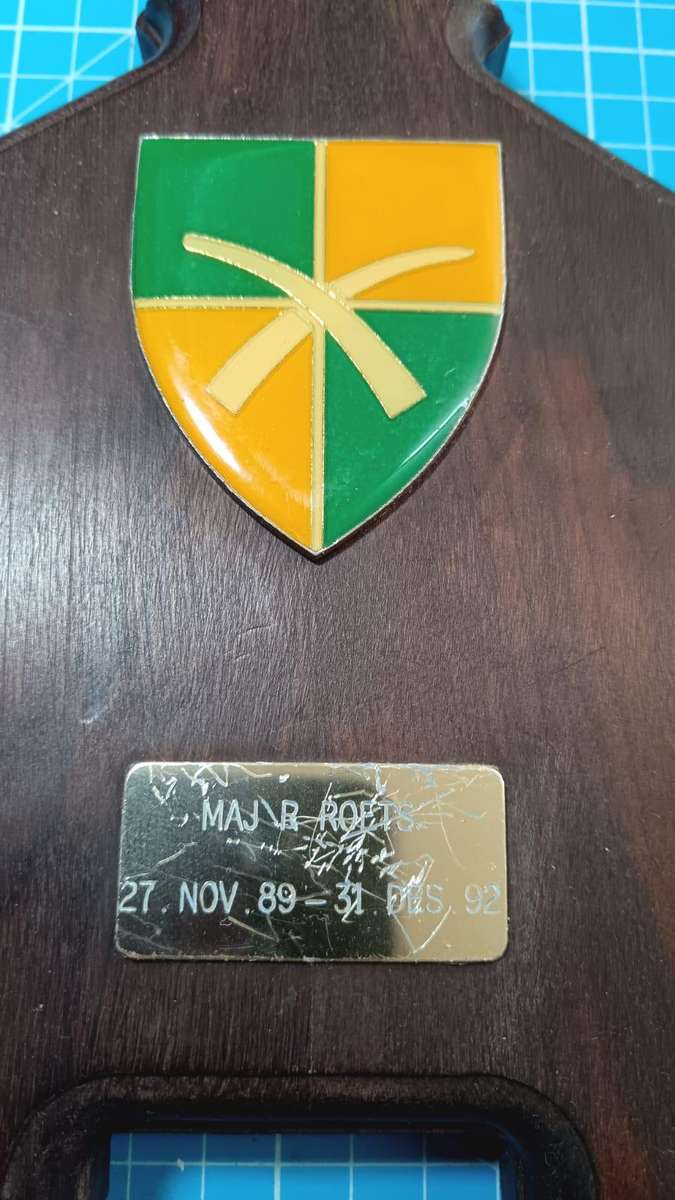 MAJ B ROETS
27. NOV. 89 – 31. DES. 92